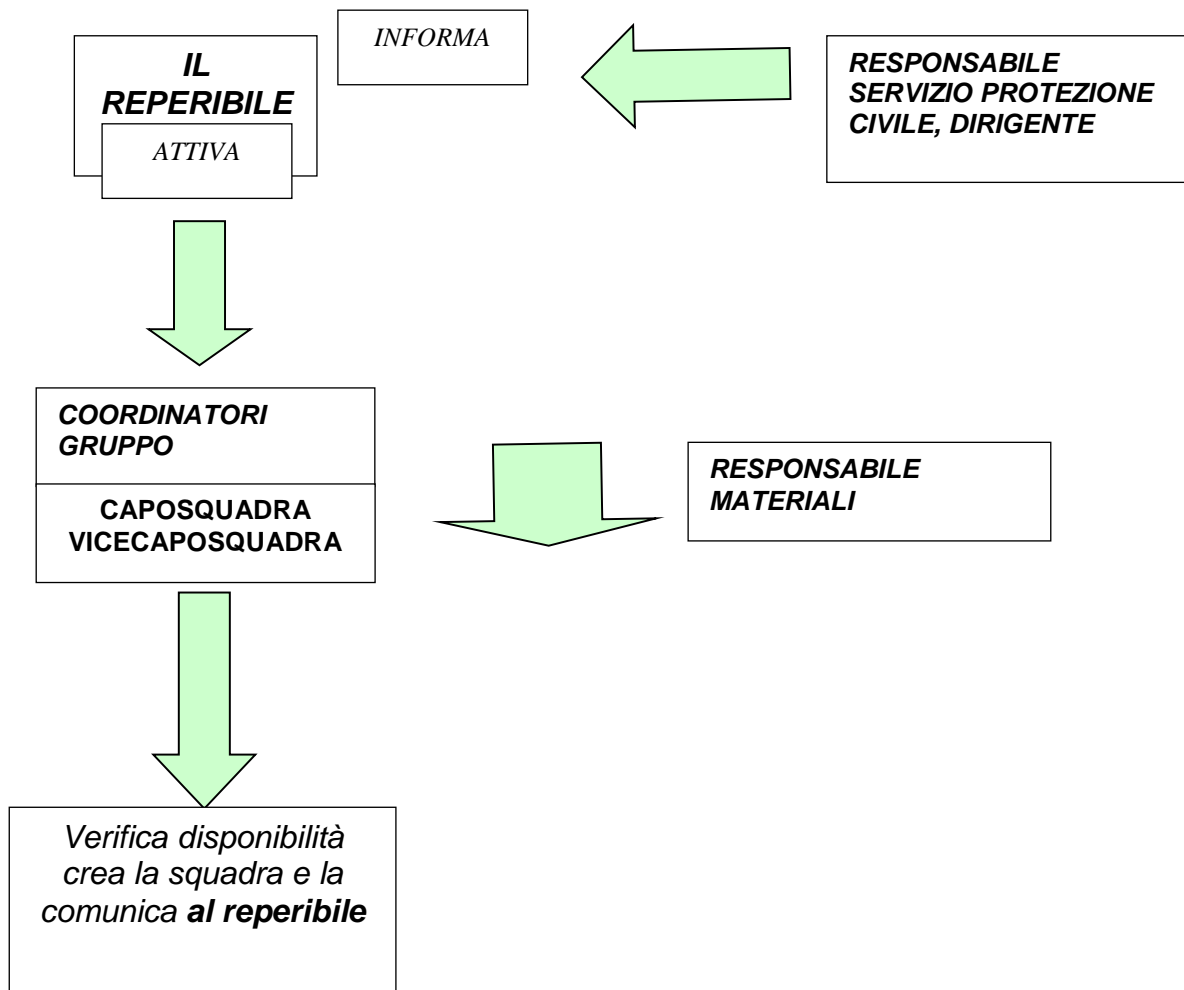 INFORMA
IL
REPERIBILE
ATTIVA
RESPONSABILE
SERVIZIO PROTEZIONE
CIVILE, DIRIGENTE
COORDINATORI
GRUPPO
CAPOSQUADRA
VICECAPOSQUADRA
RESPONSABILE
MATERIALI
Verifica disponibilità
crea la squadra e la
comunica al reperibile